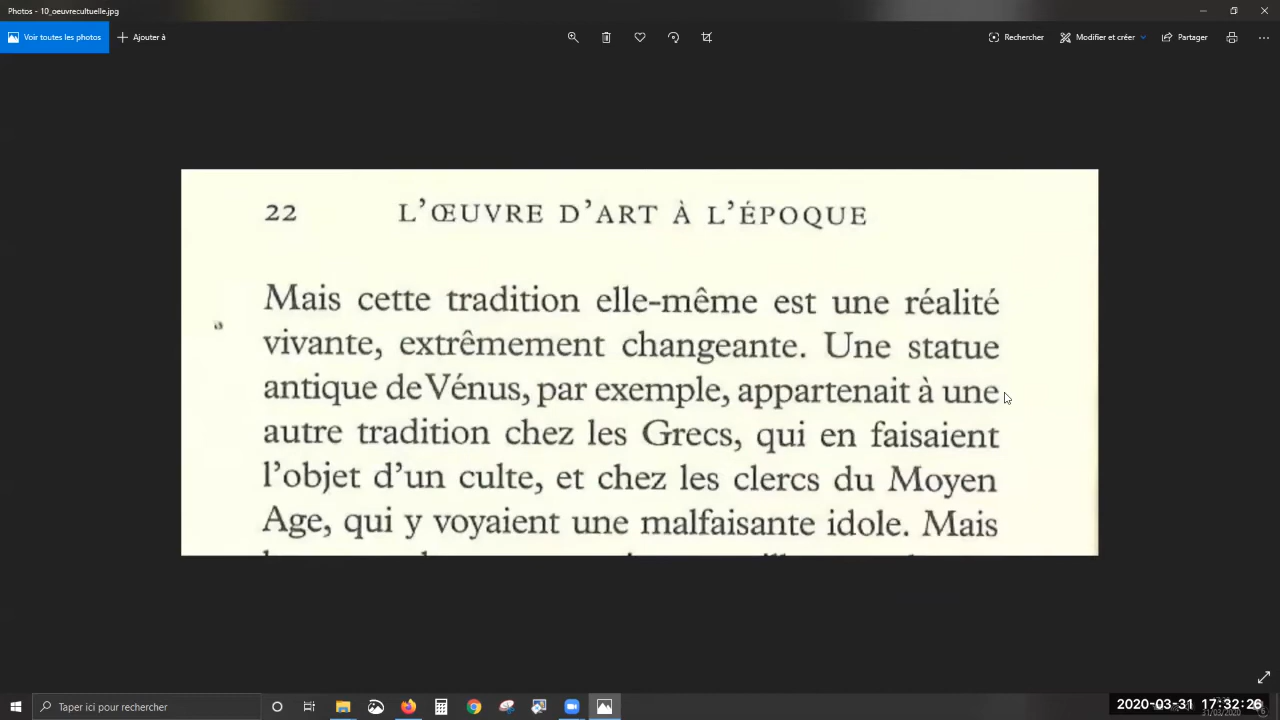 Photos - 10_oeuvrecultuelle.jpg
Voir toutes les photos
Ajouter à
Rechercher
Modifier et créer
Partager
22 L'ŒUVRE D'ART À L'ÉPOQUE
Mais cette tradition elle-même est une réalité
vivante, extrêmement changeante. Une statue
antique de Vénus, par exemple, appartenait à une
autre tradition chez les Grecs, qui en faisaient
l'objet d'un culte, et chez les clercs du Moyen
Age, qui y voyaient une malfaisante idole. Mais
Taper ici pour rechercher
2020-03-31 17:32:26